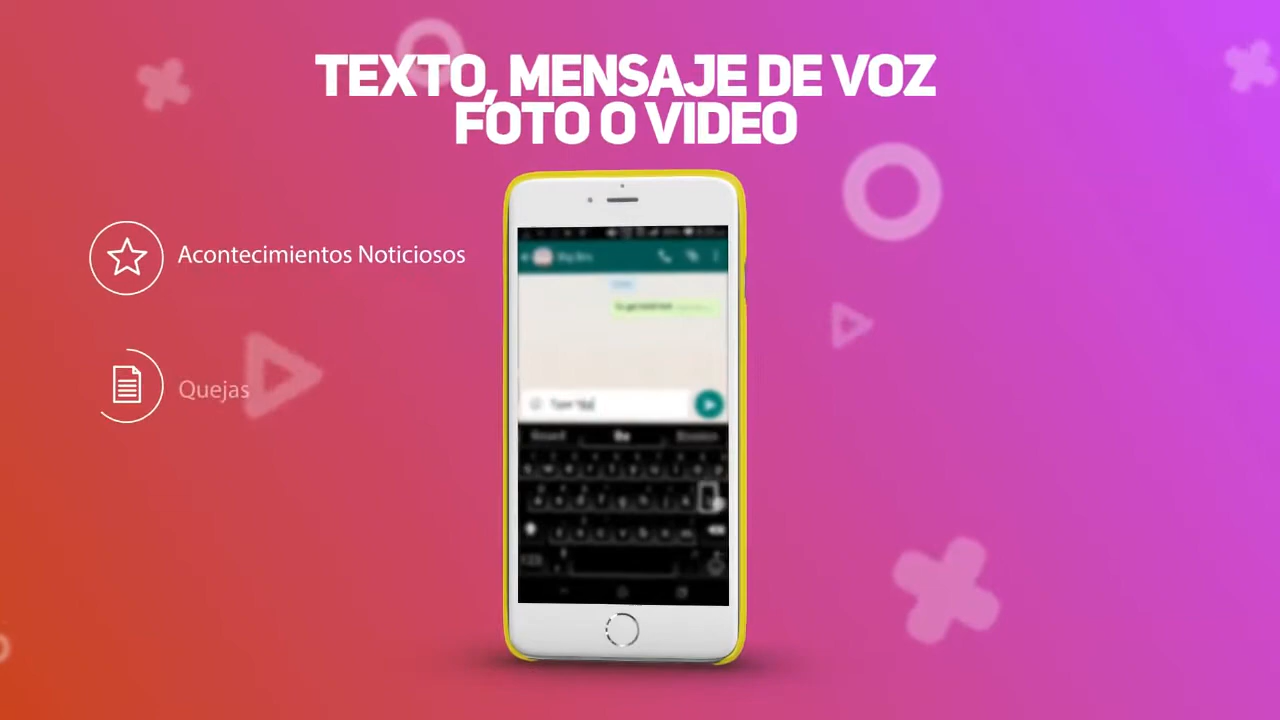 TEXTO, MENSAJE DE VOZ
FOTO O VIDEO
Acontecimientos Noticiosos
Quejas